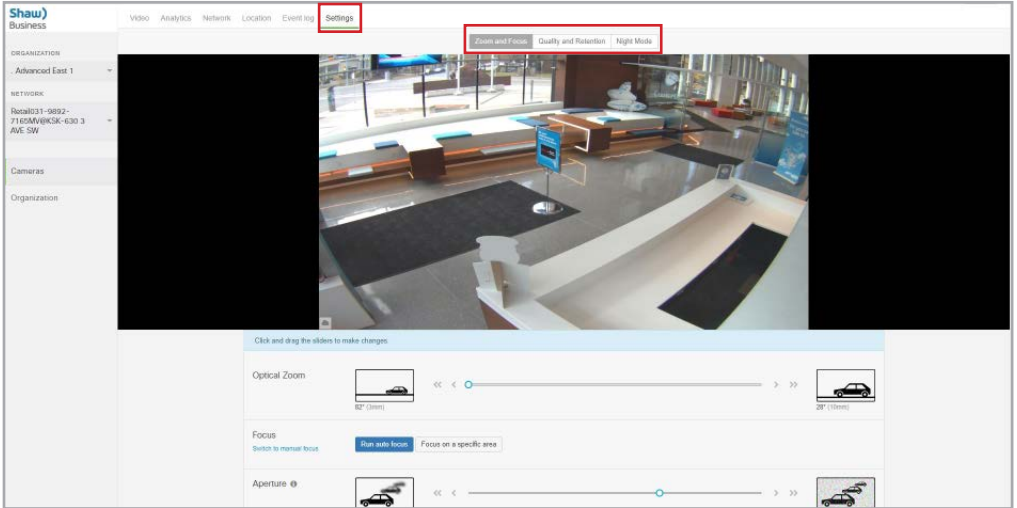 Shaw)
Business
Video Analytics Network Location Event log Settings
Zoom and Focus Quality and Retention Night Mode
ORGANIZATION
. Advanced East 1
NETWORK
Retail031-9892-
7165MV@KSK-630 3
AVE SW
Cameras
Organization
Click and drag the sliders to make changes
Optical Zoom
82° (3mm)
28° (10mm)
Focus
Switch to manual focus
Run auto focus Focus on a specific area
Aperture